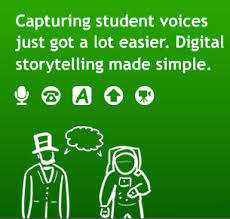 Capturing student voices
just got a lot easier. Digital
storytelling made simple.
A